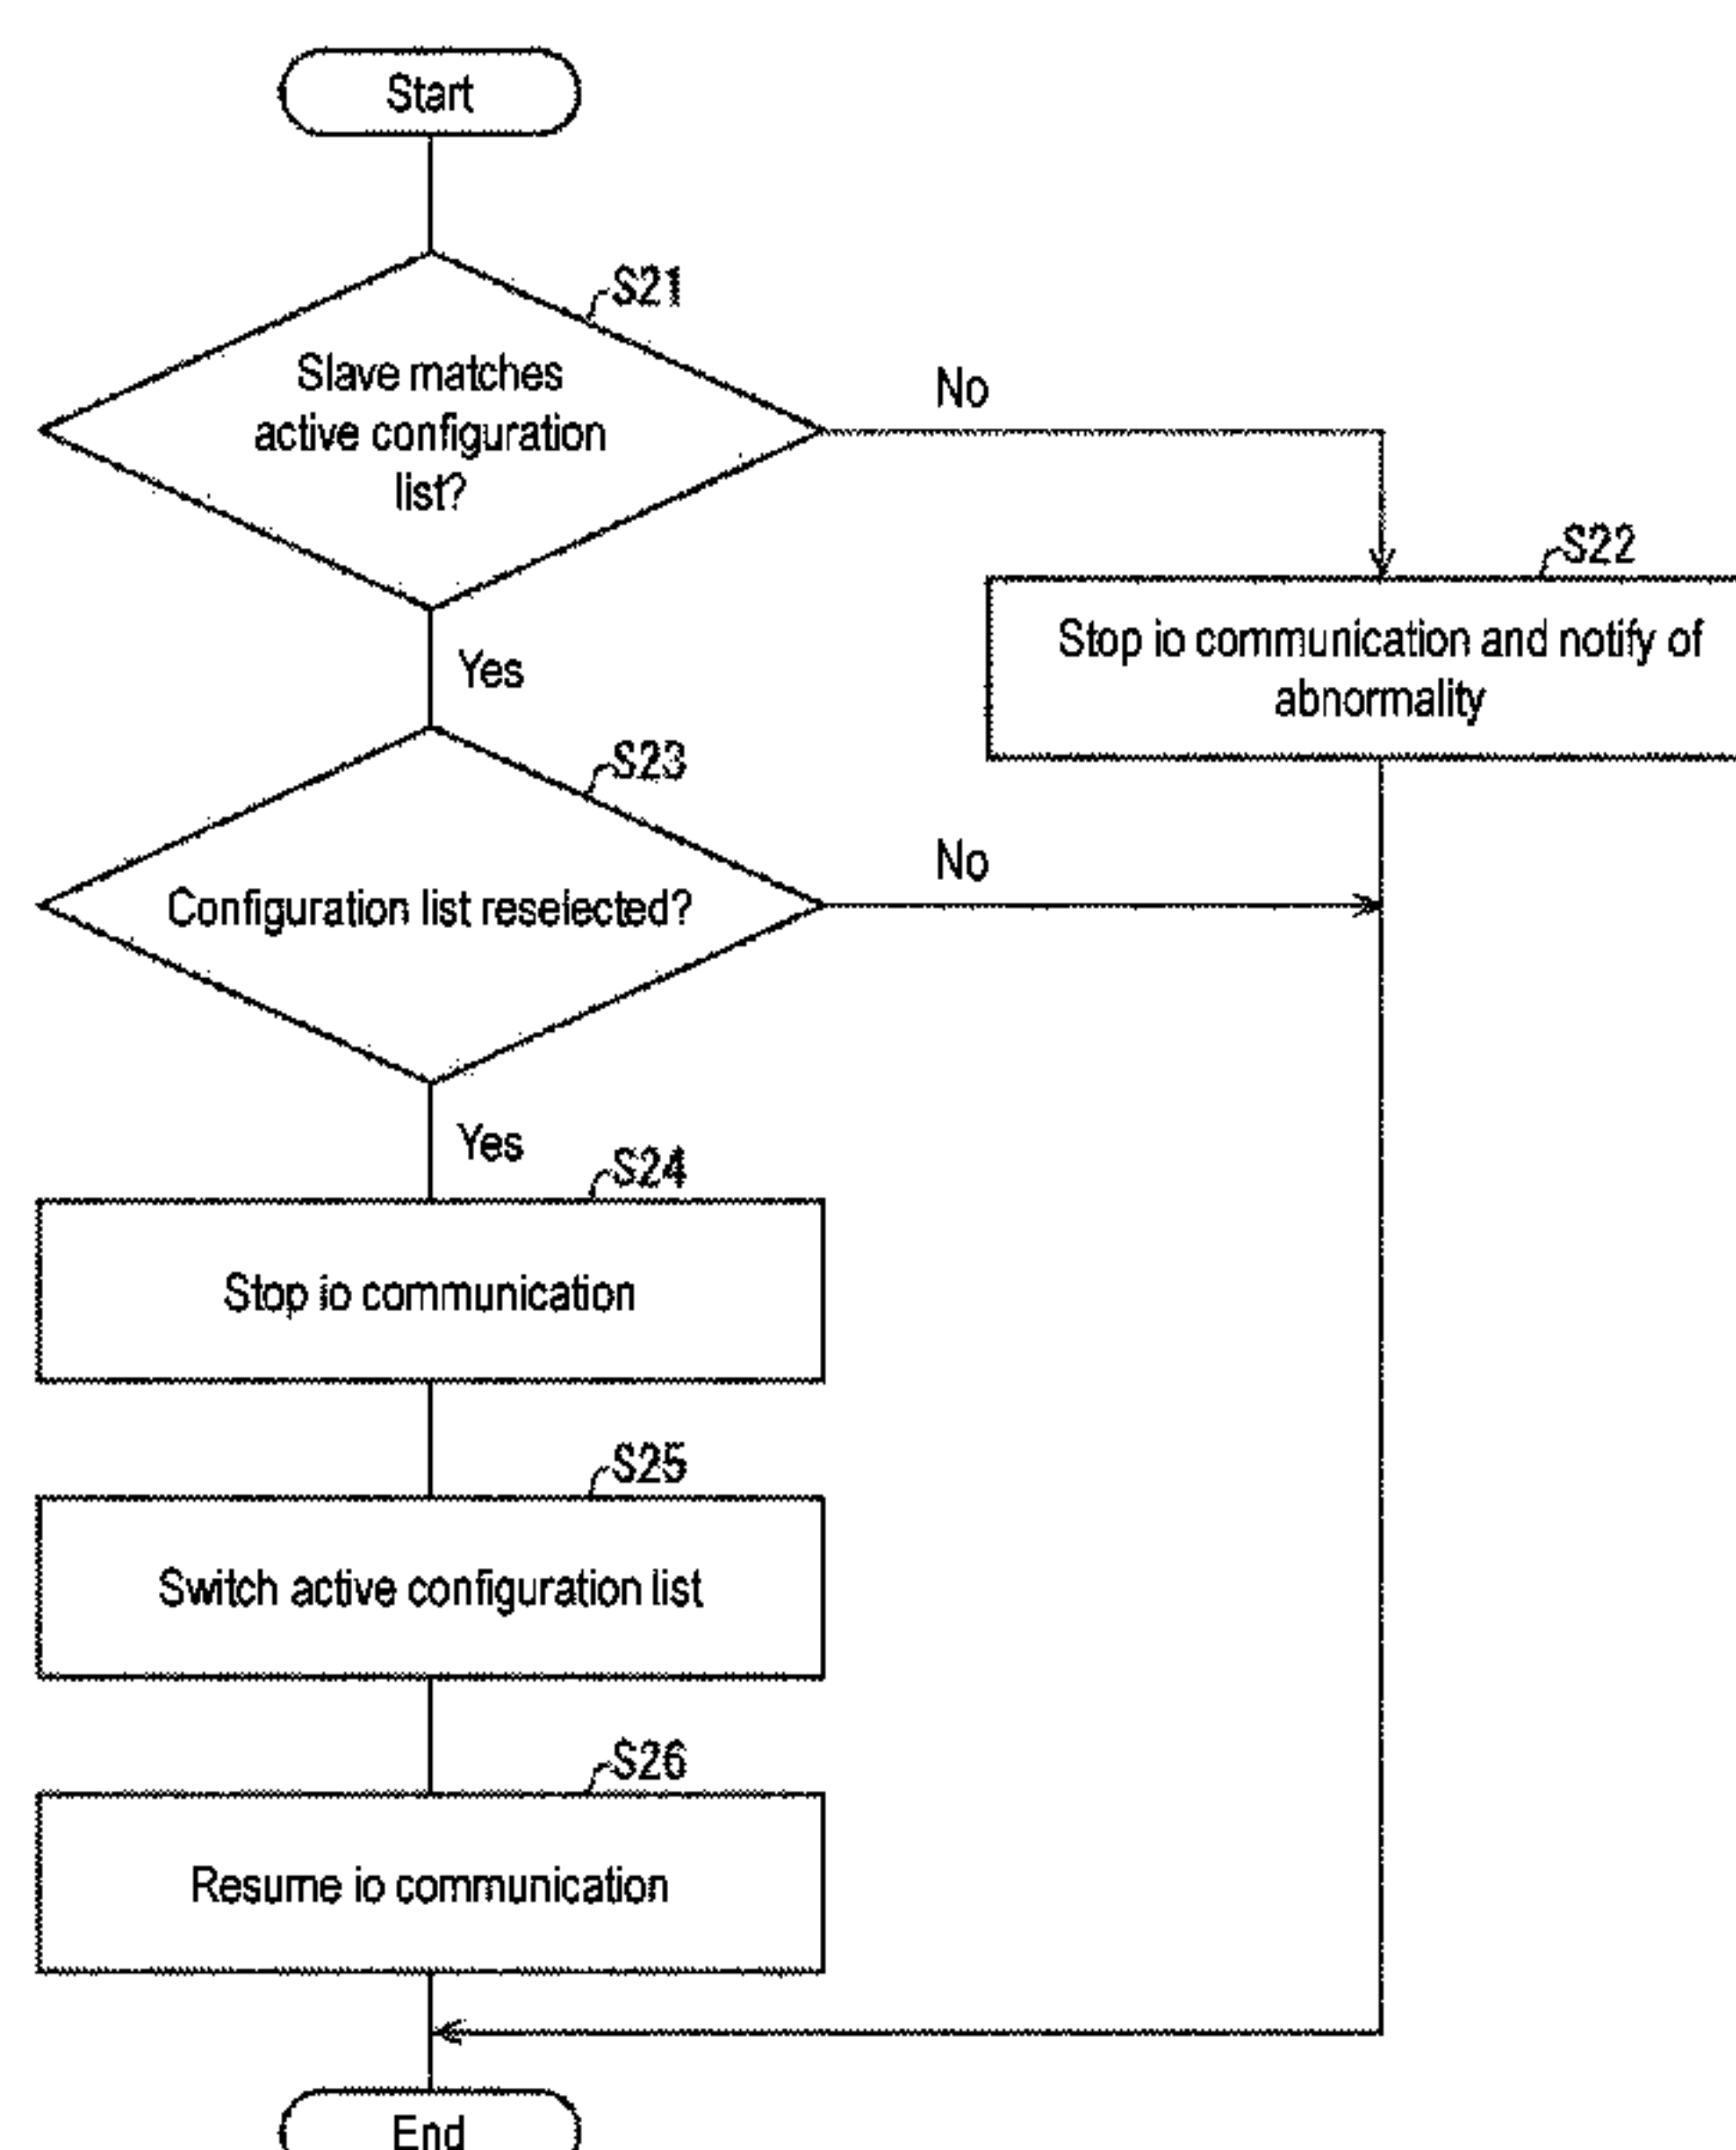 Start
S21
Slave matches
active configuration
list?
No
S22
Stop io communication and notify of
abnormality
Yes
S23
Configuration list reselected?
No
Yes
S24
Stop io communication
S25
Switch active configuration list
S26
Resume io communication
End